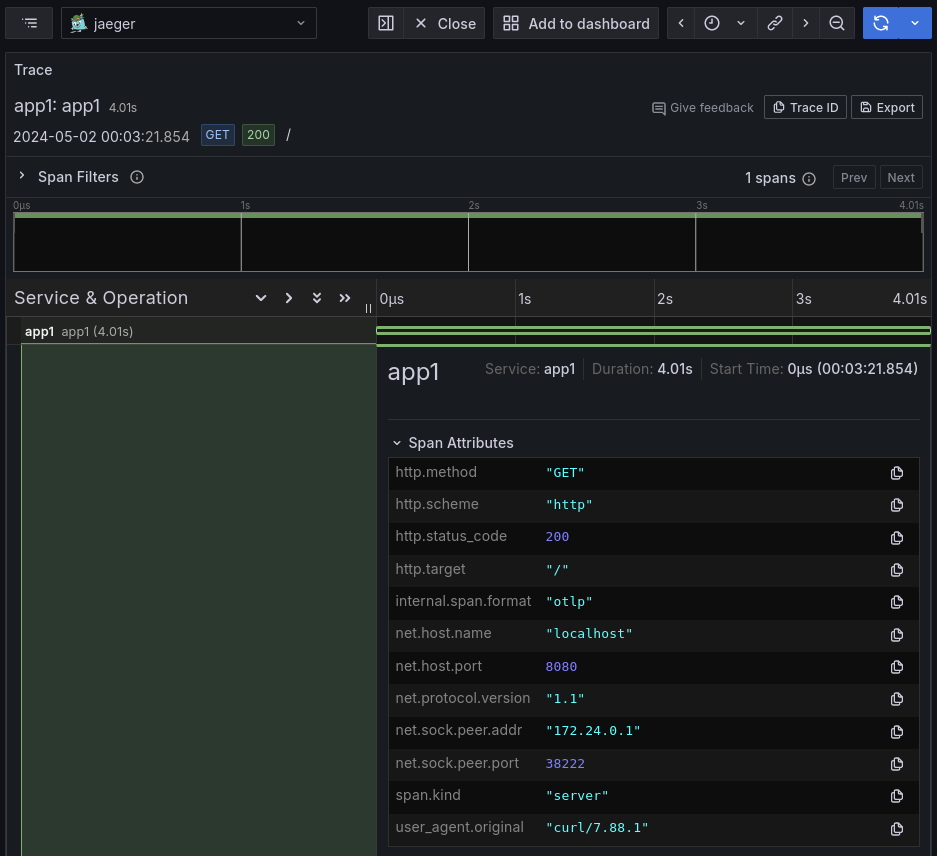 jaeger
Close
Add to dashboard
Trace
app1: app1 4.01s
Give feedback
Trace ID
Export
2024-05-02 00:03:21.854 GET 200 /
Span Filters
1 spans
Prev
Next
0μs 1s 2s 3s 4.01s
Service & Operation
0μs 1s 2s 3s 4.01s
app1 app1 (4.01s)
app1
Service: app1 Duration: 4.01s Start Time: 0μs (00:03:21.854)
Span Attributes
http.method "GET"
http.scheme "http"
http.status_code 200
http.target "/"
internal.span.format "otlp"
net.host.name "localhost"
net.host.port 8080
net.protocol.version "1.1"
net.sock.peer.addr "172.24.0.1"
net.sock.peer.port 38222
span.kind "server"
user_agent.original "curl/7.88.1"